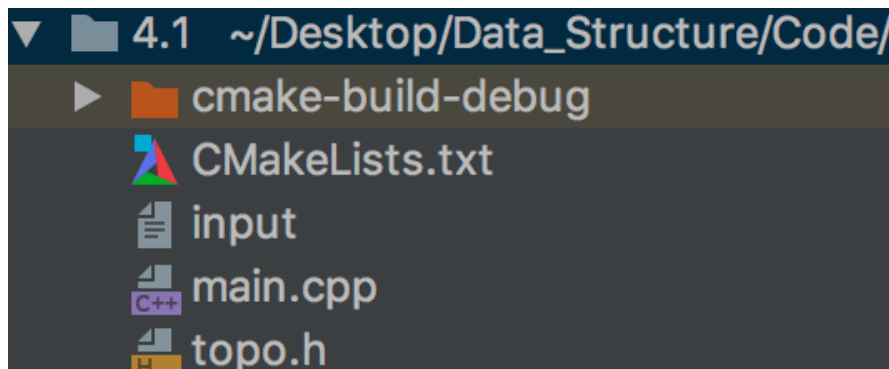 4.1 ~/Desktop/Data_Structure/Code/
cmake-build-debug
CMakeLists.txt
input
C++ main.cpp
H topo.h